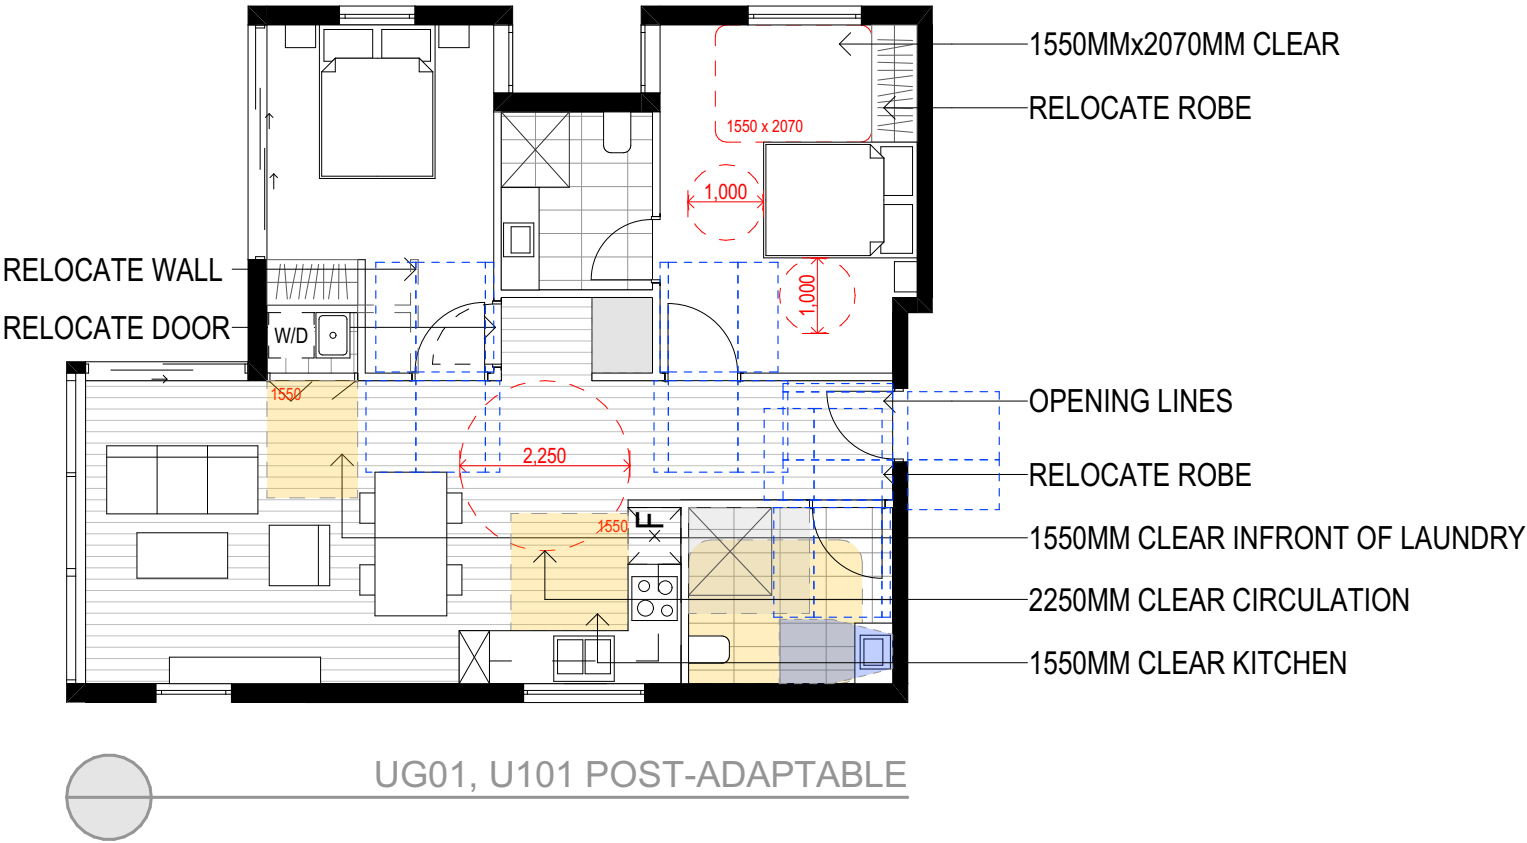 1550MMx2070MM CLEAR
RELOCATE ROBE
1550 x 2070
1,000
RELOCATE WALL
1,000
RELOCATE DOOR
W/D
1550
OPENING LINES
2,250
RELOCATE ROBE
1550
F
1550MM CLEAR INFRONT OF LAUNDRY
2250MM CLEAR CIRCULATION
1550MM CLEAR KITCHEN
UG01, U101 POST-ADAPTABLE